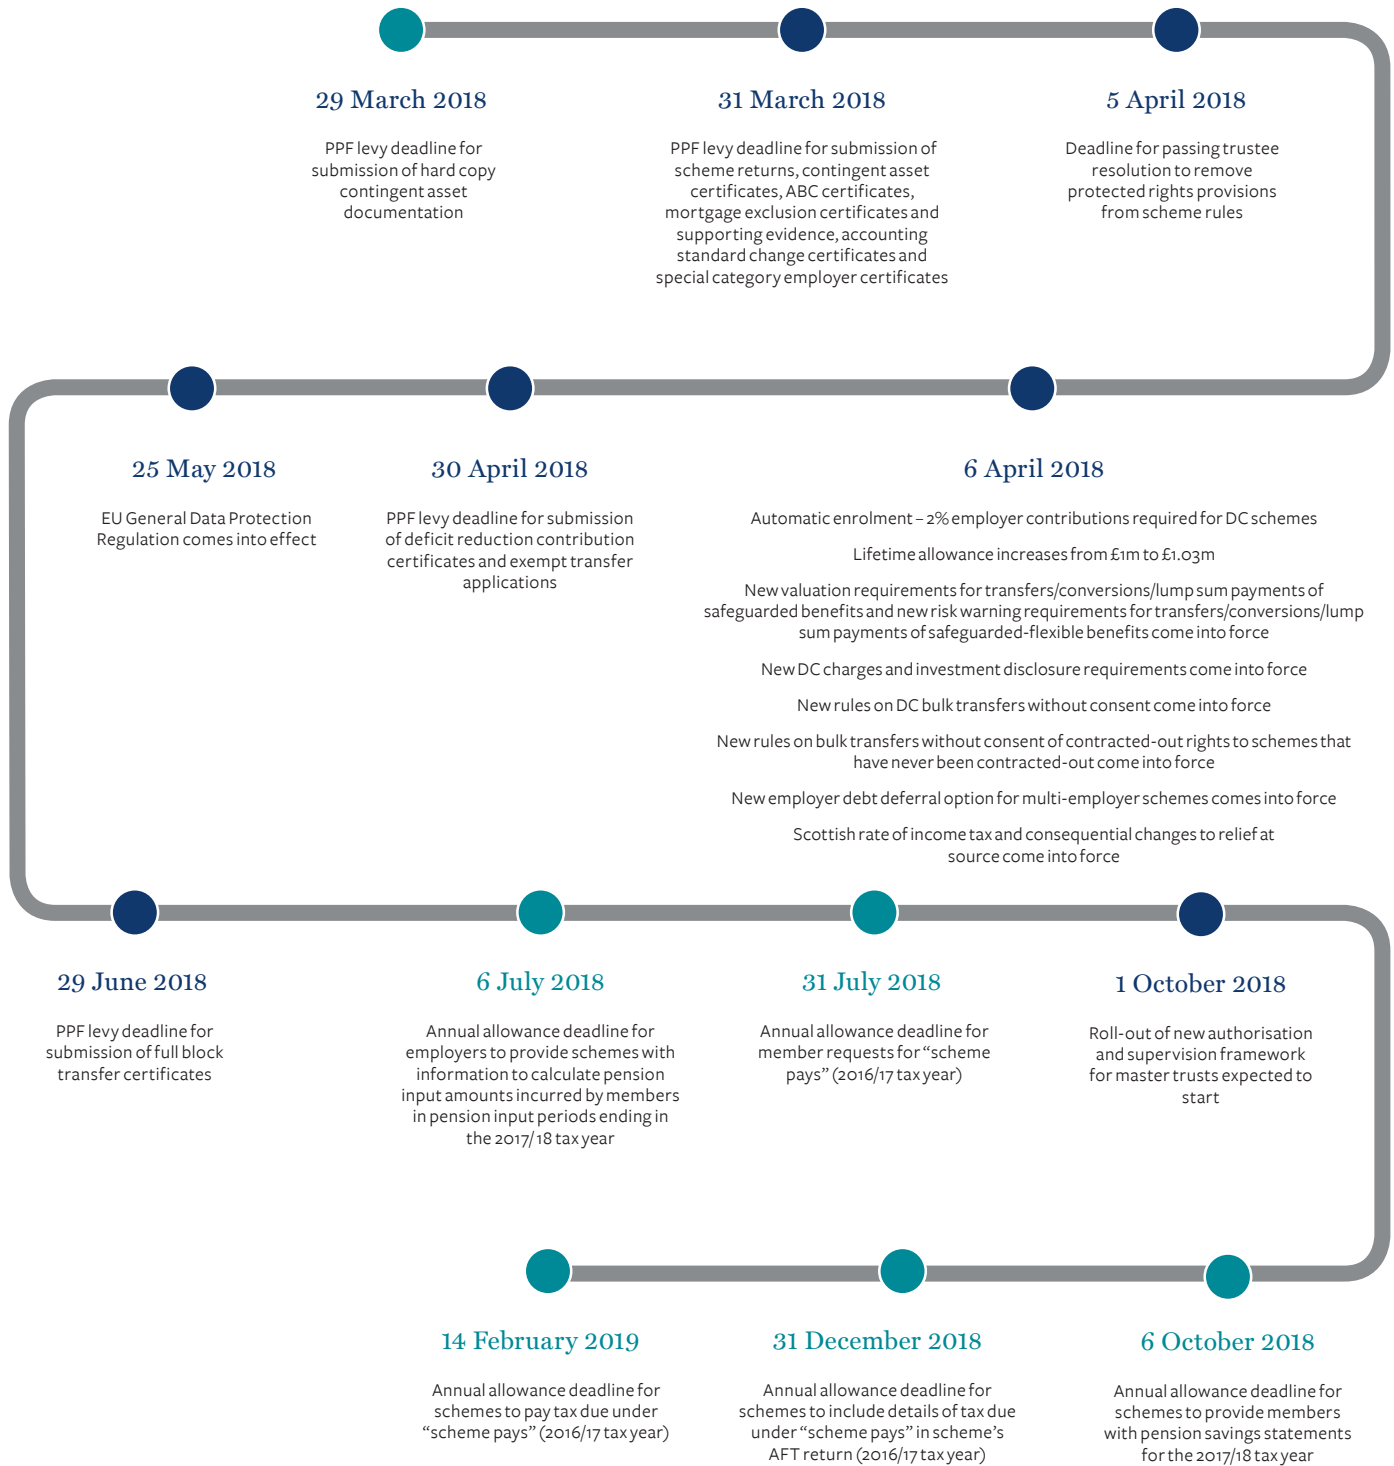 29 March 2018
PPF levy deadline for
submission of hard copy
contingent asset
documentation
31 March 2018
PPF levy deadline for submission of
scheme returns, contingent asset
certificates, ABC certificates,
mortgage exclusion certificates and
supporting evidence, accounting
standard change certificates and
special category employer certificates
5 April 2018
Deadline for passing trustee
resolution to remove
protected rights provisions
from scheme rules
6 April 2018
Automatic enrolment – 2% employer contributions required for DC schemes
Lifetime allowance increases from £1m to £1.03m
New valuation requirements for transfers/conversions/lump sum payments of
safeguarded benefits and new risk warning requirements for transfers/conversions/lump
sum payments of safeguarded-flexible benefits come into force
New DC charges and investment disclosure requirements come into force
New rules on DC bulk transfers without consent come into force
New rules on bulk transfers without consent of contracted-out rights to schemes that
have never been contracted-out come into force
New employer debt deferral option for multi-employer schemes comes into force
Scottish rate of income tax and consequential changes to relief at
source come into force
30 April 2018
PPF levy deadline for submission
of deficit reduction contribution
certificates and exempt transfer
applications
25 May 2018
EU General Data Protection
Regulation comes into effect
29 June 2018
PPF levy deadline for
submission of full block
transfer certificates
6 July 2018
Annual allowance deadline for
employers to provide schemes with
information to calculate pension
input amounts incurred by members
in pension input periods ending in
the 2017/18 tax year
31 July 2018
Annual allowance deadline for
member requests for “scheme
pays” (2016/17 tax year)
1 October 2018
Roll-out of new authorisation
and supervision framework
for master trusts expected to
start
6 October 2018
Annual allowance deadline for
schemes to provide members
with pension savings statements
for the 2017/18 tax year
31 December 2018
Annual allowance deadline for
schemes to include details of tax due
under “scheme pays” in scheme’s
AFT return (2016/17 tax year)
14 February 2019
Annual allowance deadline for
schemes to pay tax due under
“scheme pays” (2016/17 tax year)